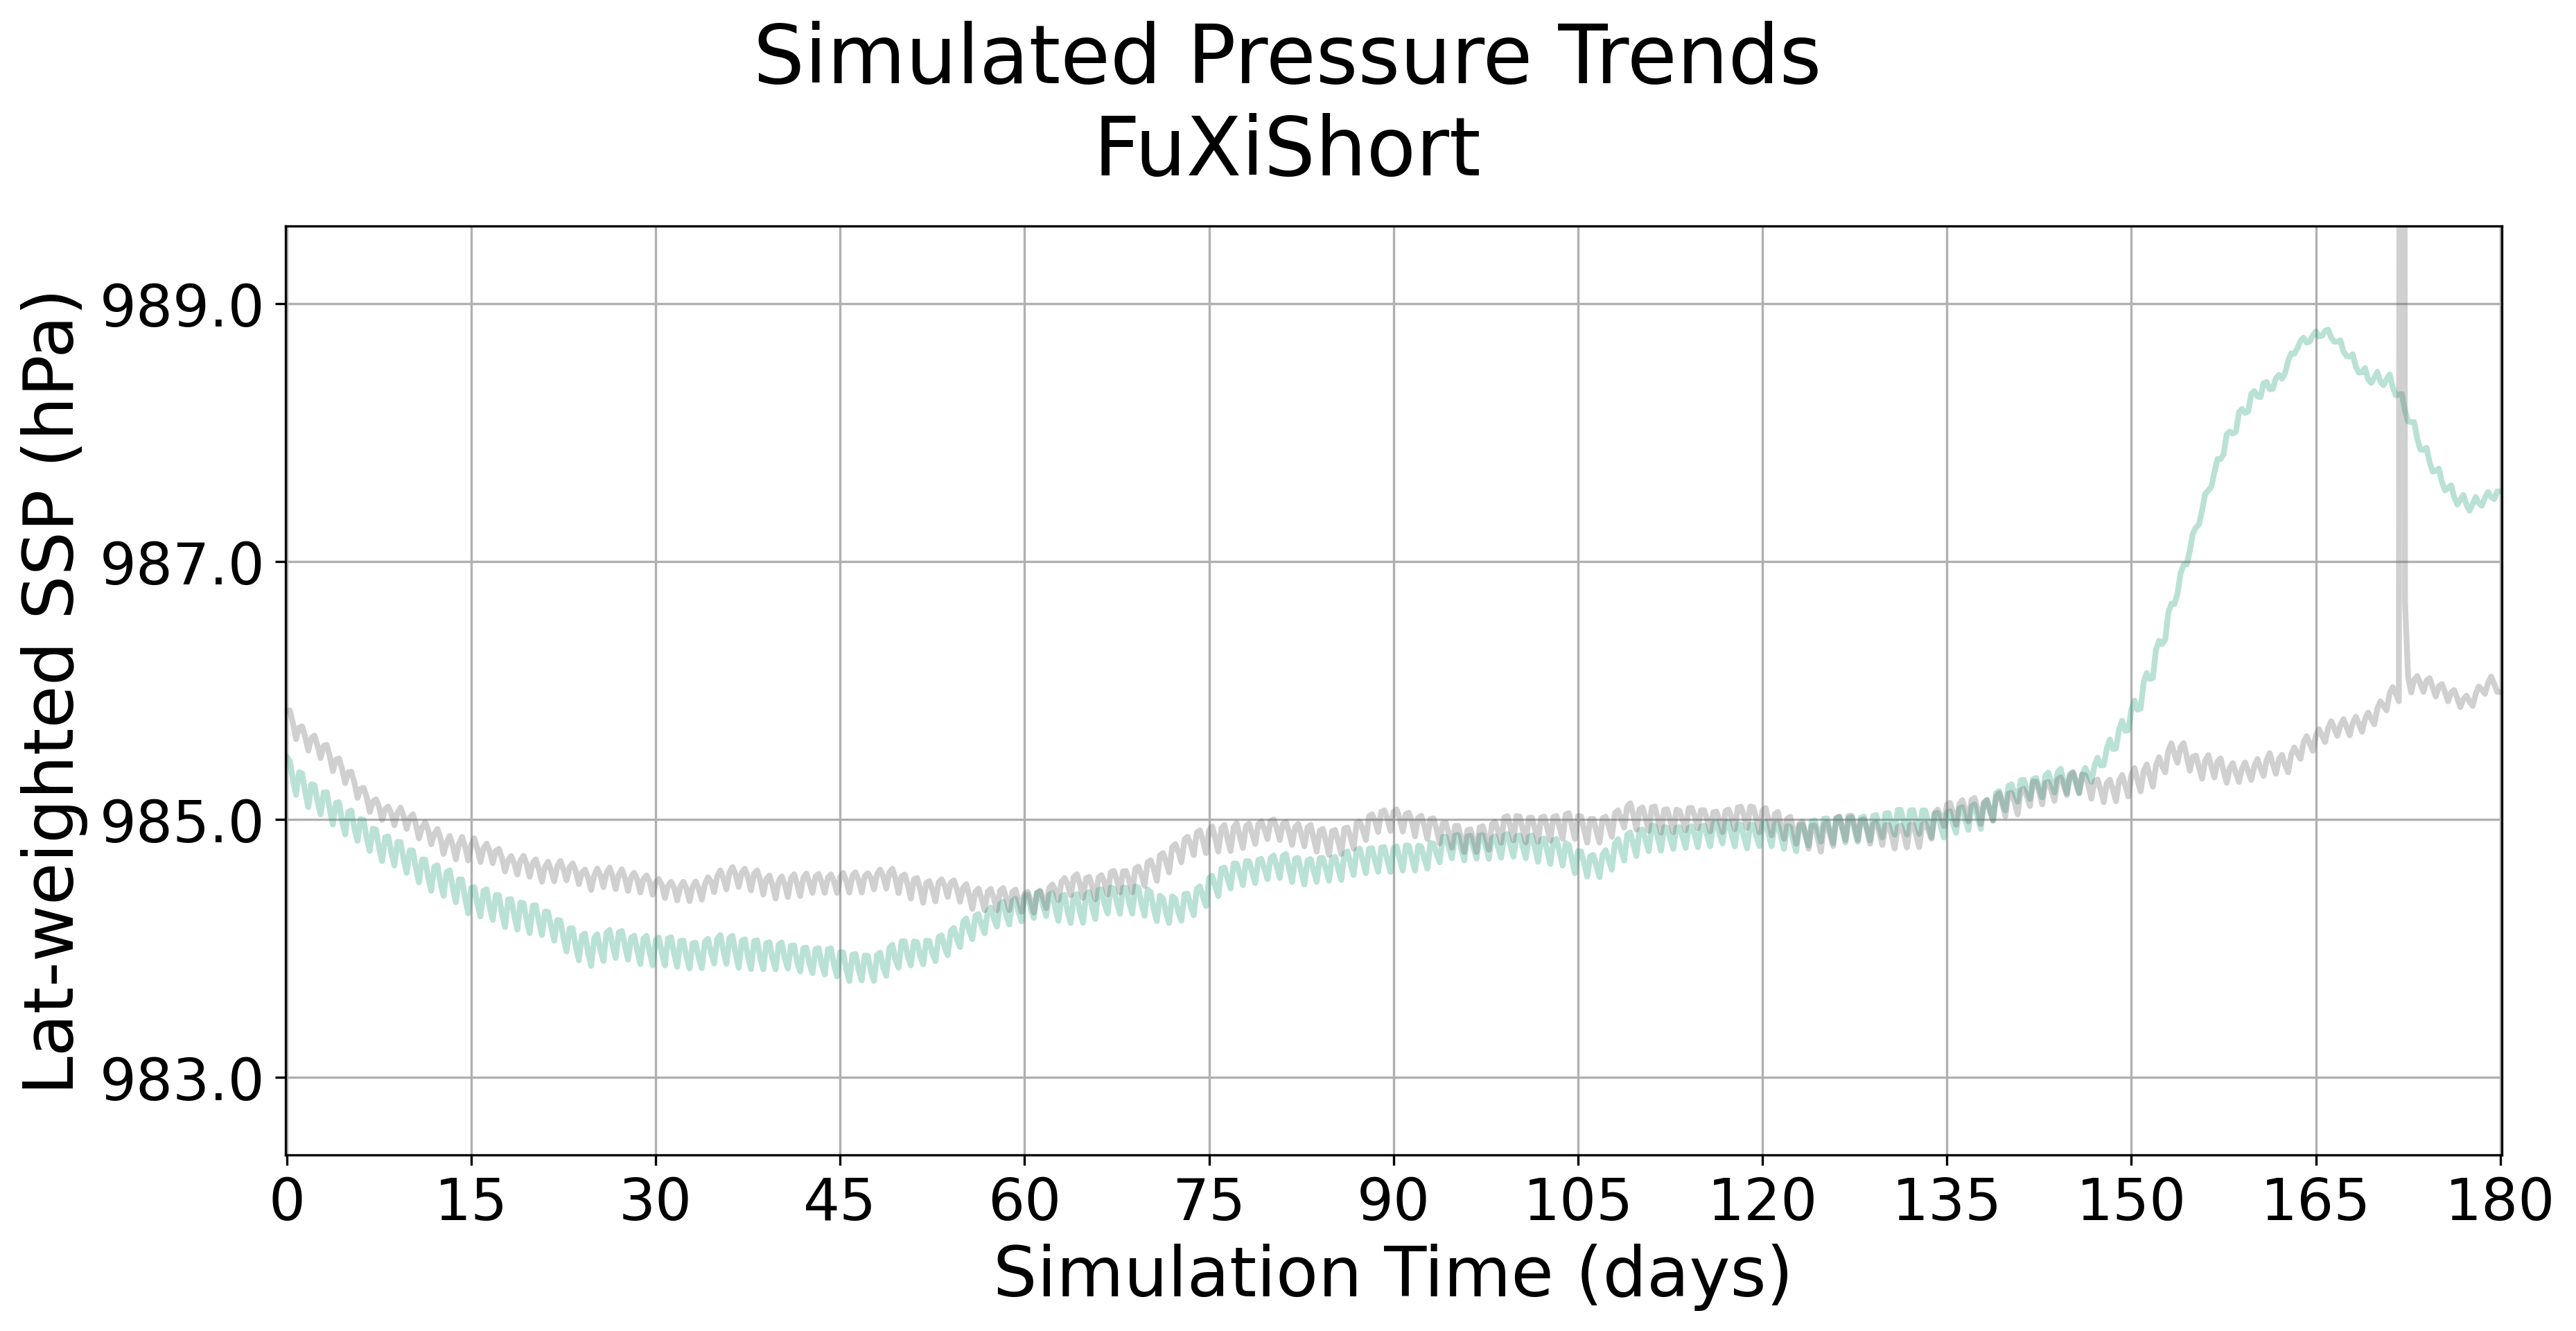 Simulated Pressure Trends
FuXiShort
Lat-weighted SSP (hPa)
989.0
987.0
985.0
983.0
0 15 30 45 60 75 90 105 120 135 150 165 180
Simulation Time (days)